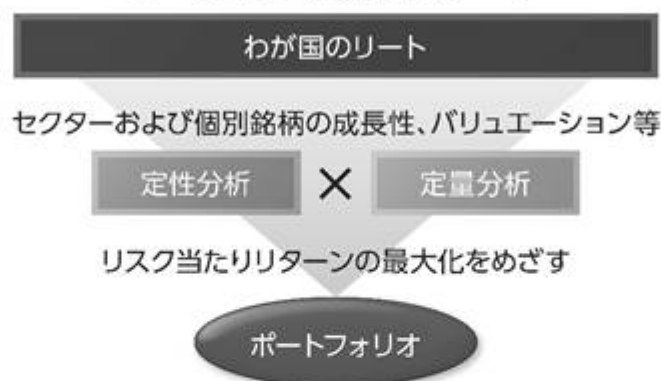 わが国のリート
セクターおよび個別銘柄の成長性、バリュエーション等
定性分析 × 定量分析
リスク当たりリターンの最大化をめざす
ポートフォリオ